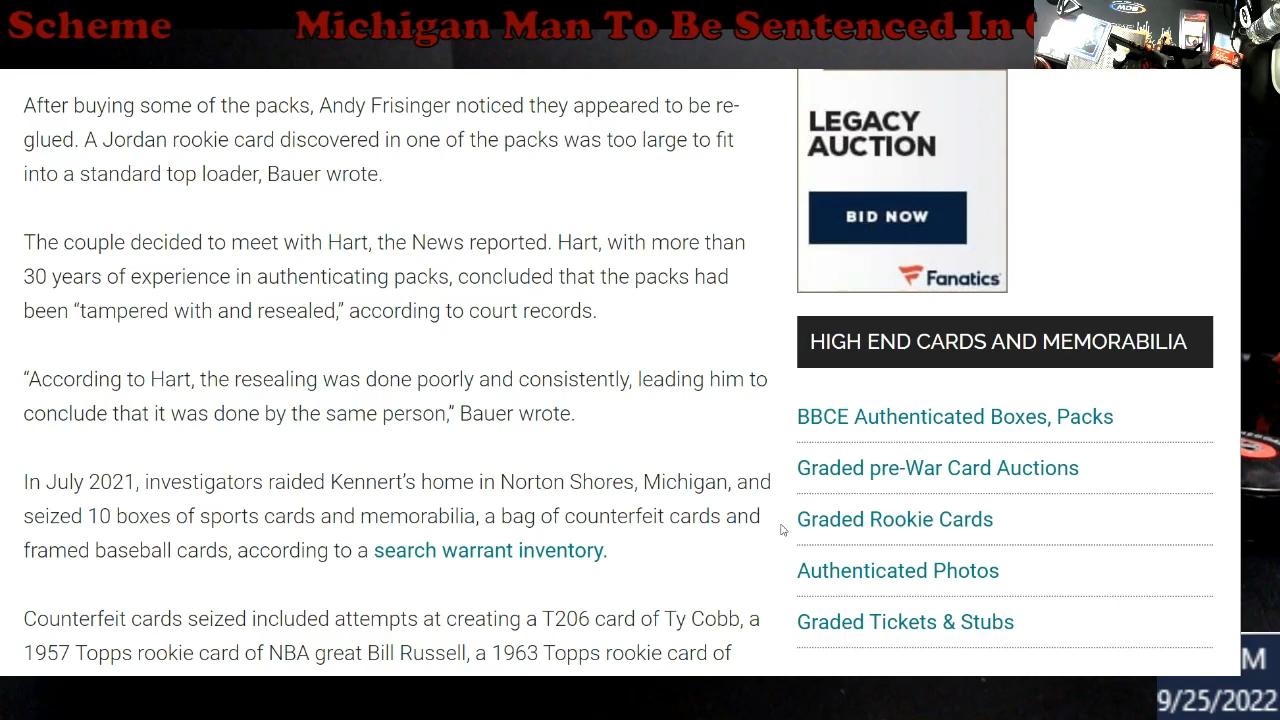 Scheme Michigan Man To Be Sentenced In
After buying some of the packs, Andy Frisinger noticed they appeared to be re-
glued. A Jordan rookie card discovered in one of the packs was too large to fit
into a standard top loader, Bauer wrote.
The couple decided to meet with Hart, the News reported. Hart, with more than
30 years of experience in authenticating packs, concluded that the packs had
been “tampered with and resealed,” according to court records.
“According to Hart, the resealing was done poorly and consistently, leading him to
conclude that it was done by the same person,” Bauer wrote.
In July 2021, investigators raided Kennert’s home in Norton Shores, Michigan, and
seized 10 boxes of sports cards and memorabilia, a bag of counterfeit cards and
framed baseball cards, according to a search warrant inventory.
Counterfeit cards seized included attempts at creating a T206 card of Ty Cobb, a
1957 Topps rookie card of NBA great Bill Russell, a 1963 Topps rookie card of
LEGACY
AUCTION
BID NOW
Fanatics
HIGH END CARDS AND MEMORABILIA
BBCE Authenticated Boxes, Packs
Graded pre-War Card Auctions
Graded Rookie Cards
Authenticated Photos
Graded Tickets & Stubs
M
9/25/2022